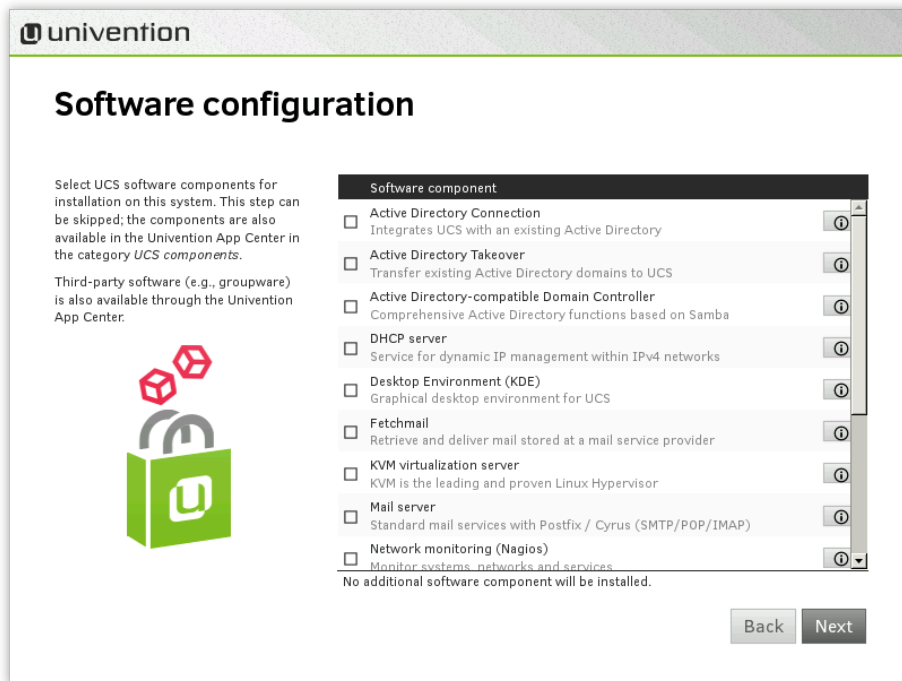 univention
Software configuration
Select UCS software components for
installation on this system. This step can
be skipped; the components are also
available in the Univention App Center in
the category UCS components.
Third-party software (e.g., groupware)
is also available through the Univention
App Center.
Software component
Active Directory Connection
Integrates UCS with an existing Active Directory
Active Directory Takeover
Transfer existing Active Directory domains to UCS
Active Directory-compatible Domain Controller
Comprehensive Active Directory functions based on Samba
DHCP server
Service for dynamic IP management within IPv4 networks
Desktop Environment (KDE)
Graphical desktop environment for UCS
Fetchmail
Retrieve and deliver mail stored at a mail service provider
KVM virtualization server
KVM is the leading and proven Linux Hypervisor
Mail server
Standard mail services with Postfix / Cyrus (SMTP/POP/IMAP)
Network monitoring (Nagios)
Monitor systems, networks and services
No additional software component will be installed.
Back
Next